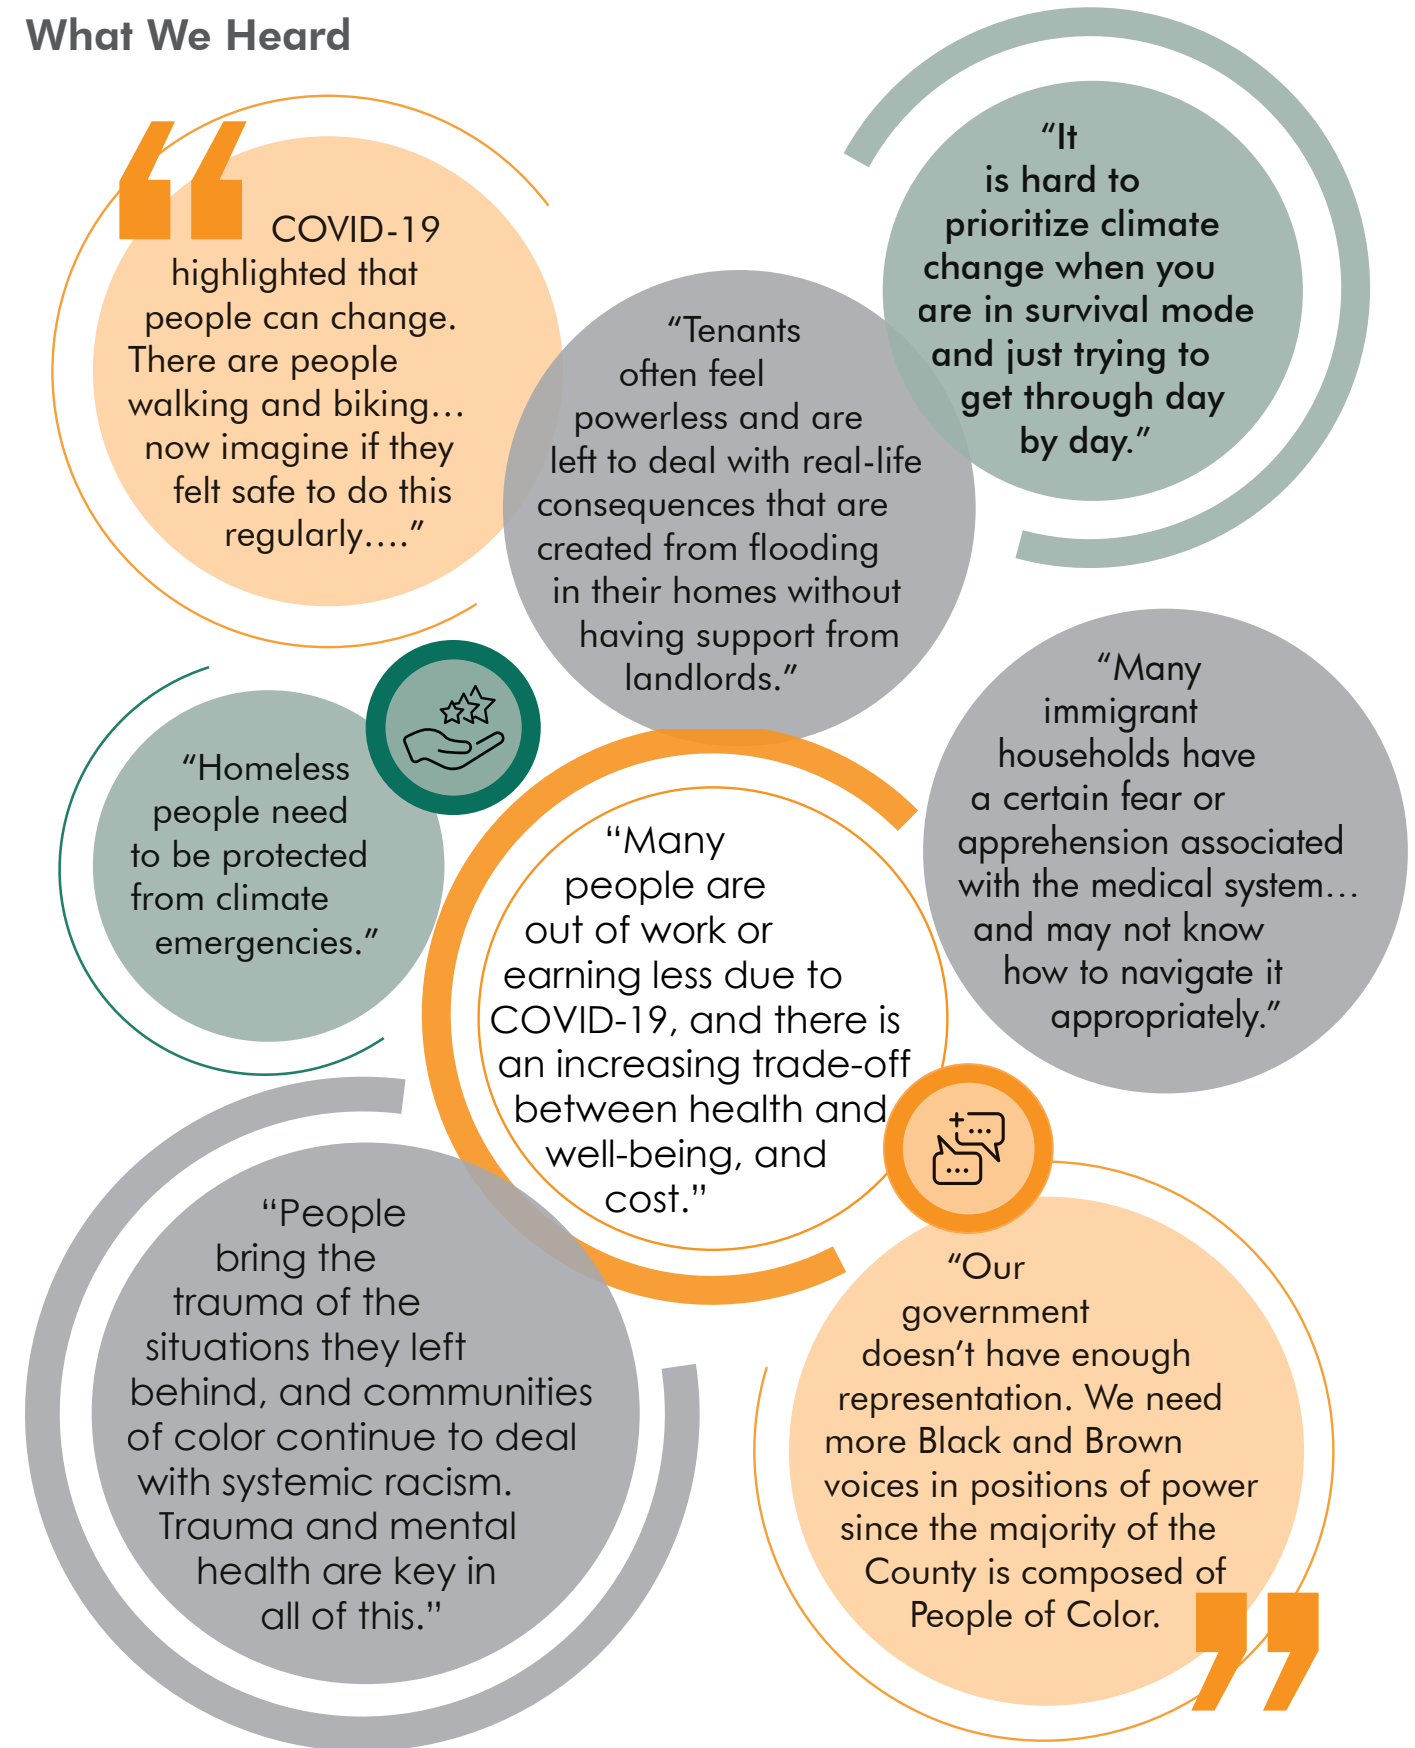 What We Heard
COVID-19
highlighted that
people can change.
There are people
walking and biking…
now imagine if they
felt safe to do this
regularly….”
“It
is hard to
prioritize climate
change when you
are in survival mode
and just trying to
get through day
by day.”
“Tenants
often feel
powerless and are
left to deal with real-life
consequences that are
created from flooding
in their homes without
having support from
landlords.”
“Homeless
people need
to be protected
from climate
emergencies.”
“Many
immigrant
households have
a certain fear or
apprehension associated
with the medical system…
and may not know
how to navigate it
appropriately.”
“Many
people are
out of work or
earning less due to
COVID-19, and there is
an increasing trade-off
between health and
well-being, and
cost.”
“People
bring the
trauma of the
situations they left
behind, and communities
of color continue to deal
with systemic racism.
Trauma and mental
health are key in
all of this.”
“Our
government
doesn’t have enough
representation. We need
more Black and Brown
voices in positions of power
since the majority of the
County is composed of
People of Color.